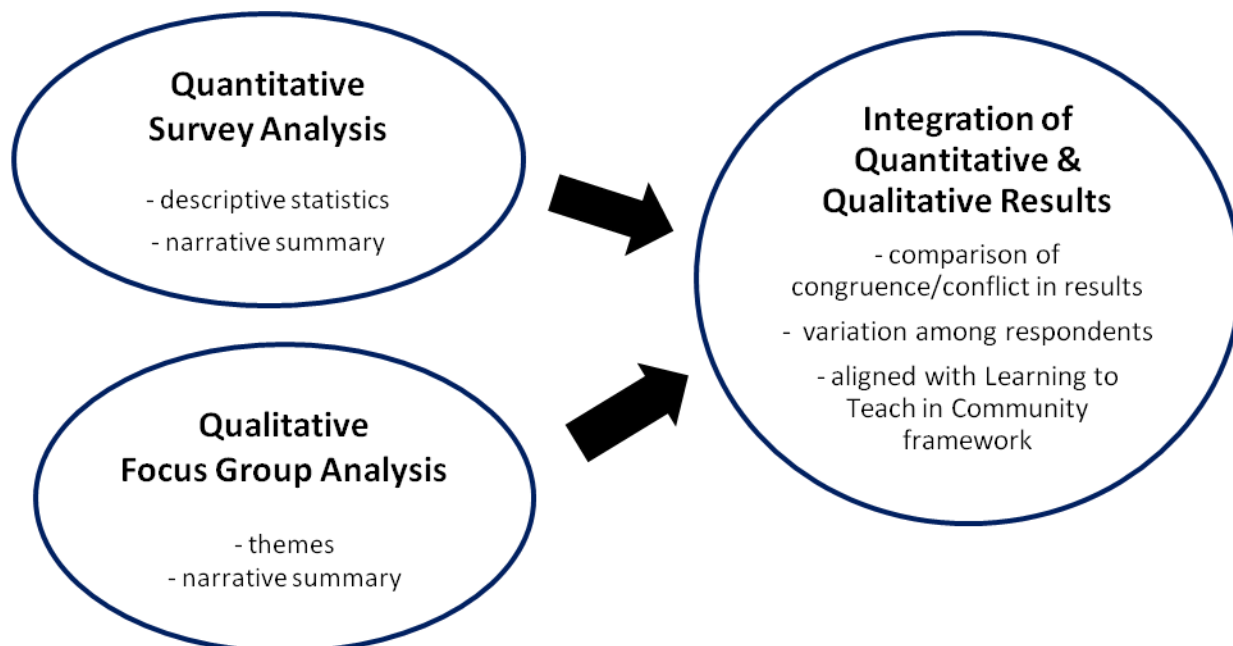 Quantitative
Survey Analysis
- descriptive statistics
- narrative summary
Qualitative
Focus Group Analysis
- themes
- narrative summary
Integration of
Quantitative &
Qualitative Results
- comparison of
congruence/conflict in results
- variation among respondents
- aligned with Learning to
Teach in Community
framework